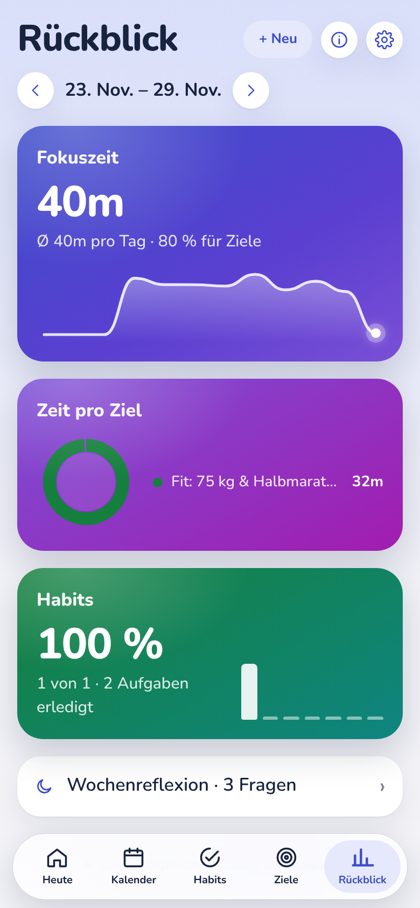 Rückblick
+ Neu
23. Nov. – 29. Nov.
Fokuszeit
40m
Ø 40m pro Tag · 80 % für Ziele
Zeit pro Ziel
Fit: 75 kg & Halbmarat... 32m
Habits
100 %
1 von 1 · 2 Aufgaben
erledigt
Wochenreflexion · 3 Fragen
Heute
Kalender
Habits
Ziele
Rückblick